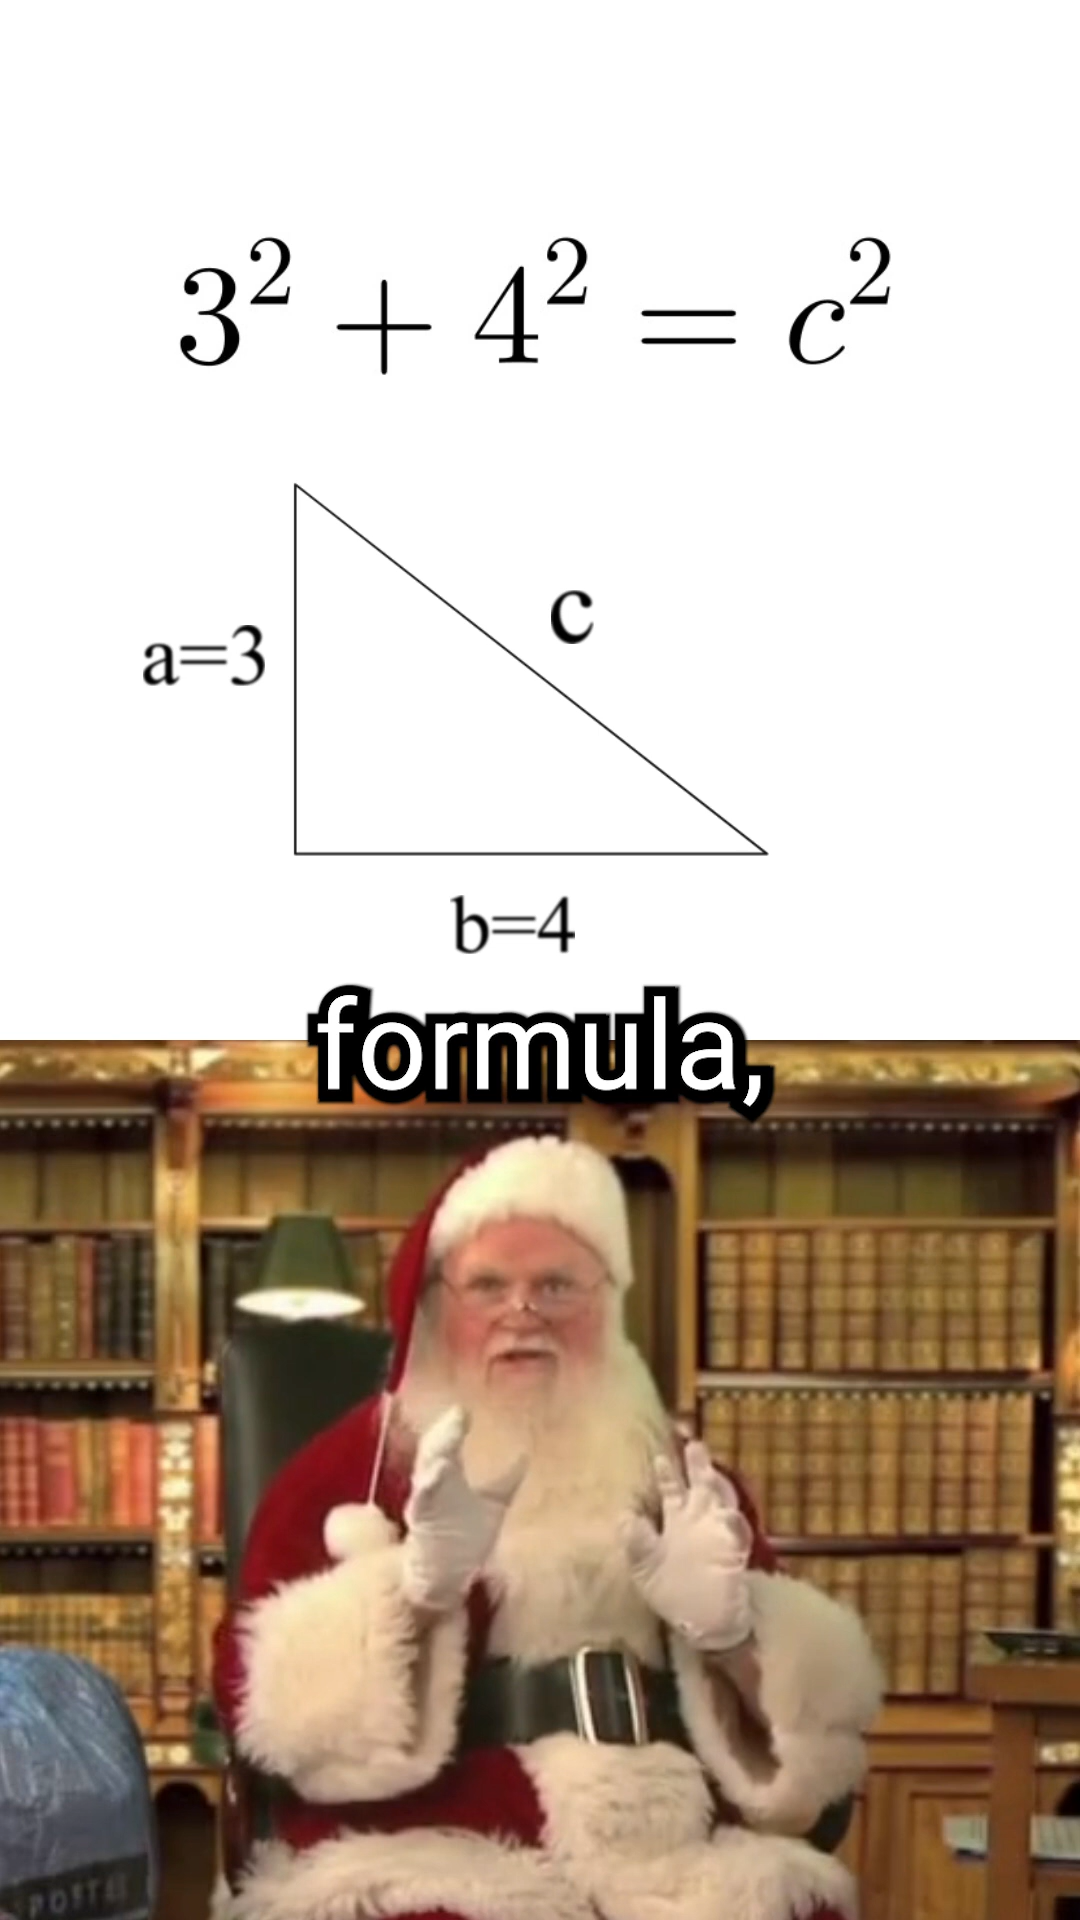 3² + 4² = c²
c
a=3
b=4
formula,